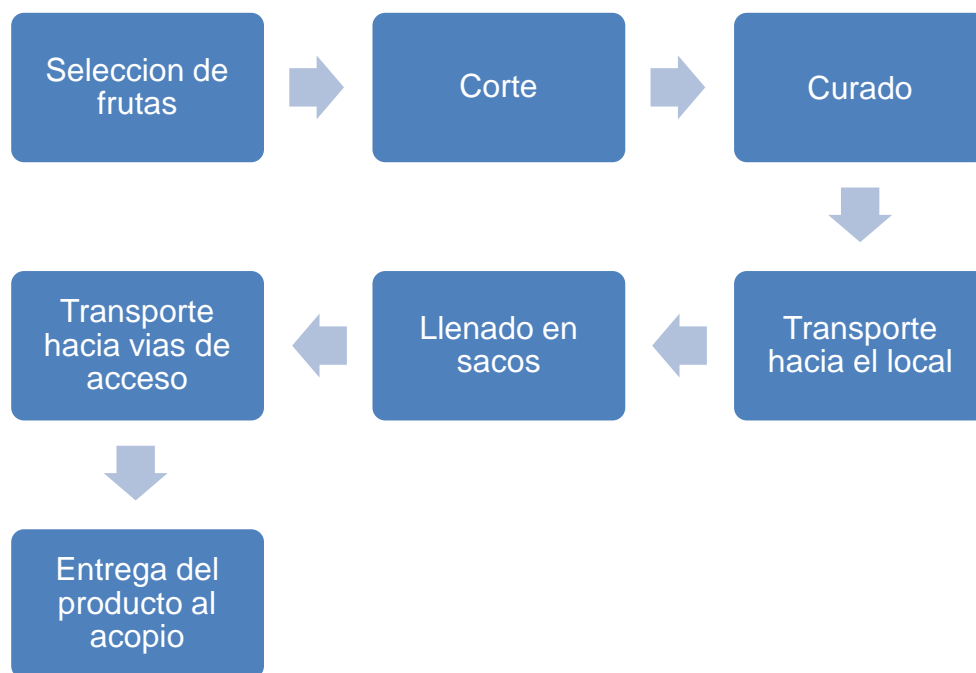 Seleccion de
frutas
Corte
Curado
Transporte
hacia el local
Llenado en
sacos
Transporte
hacia vias de
acceso
Entrega del
producto al
acopio